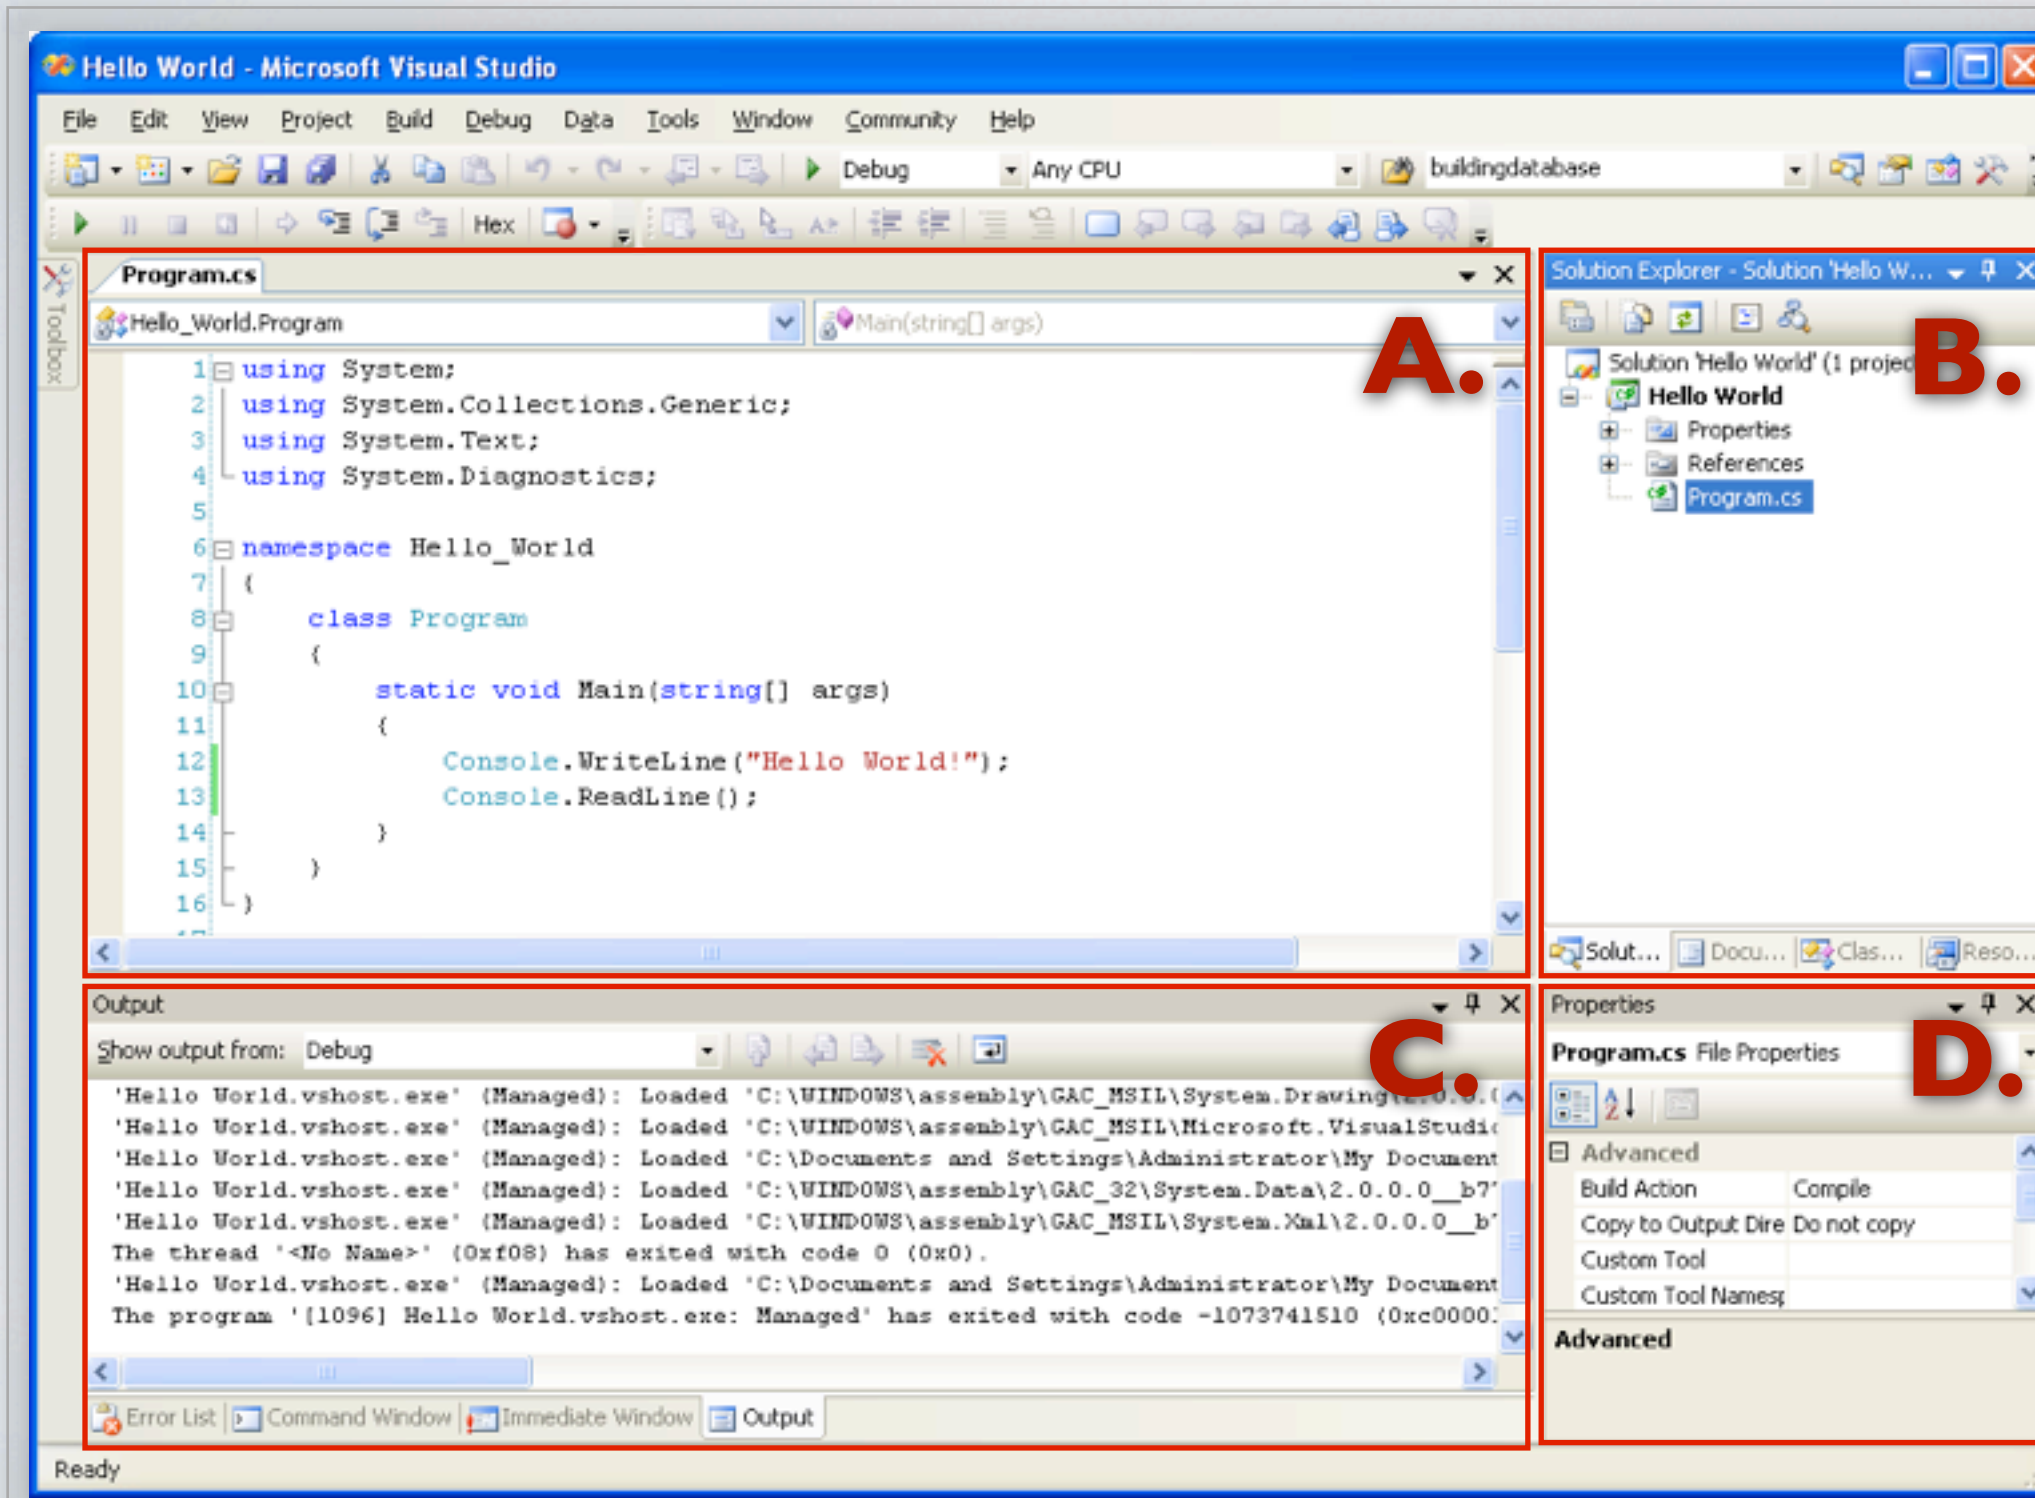 Hello World - Microsoft Visual Studio
File Edit View Project Build Debug Data Tools Window Community Help
Debug Any CPU buildingdatabase
Hex
Toolbox
Program.cs
Hello_World.Program Main(string[] args)
A.
1 using System;
2 using System.Collections.Generic;
3 using System.Text;
4 using System.Diagnostics;
5
6 namespace Hello_World
7 {
8 class Program
9 {
10 static void Main(string[] args)
11 {
12 Console.WriteLine("Hello World!");
13 Console.ReadLine();
14 }
15 }
16 }
Solution Explorer - Solution 'Hello W...
B.
Solution 'Hello World' (1 projec
Hello World
Properties
References
Program.cs
Solut... Docu... Clas... Reso...
Output
Show output from: Debug
C.
'Hello World.vshost.exe' (Managed): Loaded 'C:\WINDOWS\assembly\GAC_MSIL\System.Drawing\2.0.0.
'Hello World.vshost.exe' (Managed): Loaded 'C:\WINDOWS\assembly\GAC_MSIL\Microsoft.VisualStudio
'Hello World.vshost.exe' (Managed): Loaded 'C:\Documents and Settings\Administrator\My Document
'Hello World.vshost.exe' (Managed): Loaded 'C:\WINDOWS\assembly\GAC_32\System.Data\2.0.0.0__b7
'Hello World.vshost.exe' (Managed): Loaded 'C:\WINDOWS\assembly\GAC_MSIL\System.Xml\2.0.0.0__b
The thread '<No Name>' (0xf08) has exited with code 0 (0x0).
'Hello World.vshost.exe' (Managed): Loaded 'C:\Documents and Settings\Administrator\My Document
The program '[1096] Hello World.vshost.exe: Managed' has exited with code -1073741510 (0xc0000
Error List Command Window Immediate Window Output
Properties
D.
Program.cs File Properties
Advanced
Build Action Compile
Copy to Output Dire Do not copy
Custom Tool
Custom Tool Namesp
Advanced
Ready